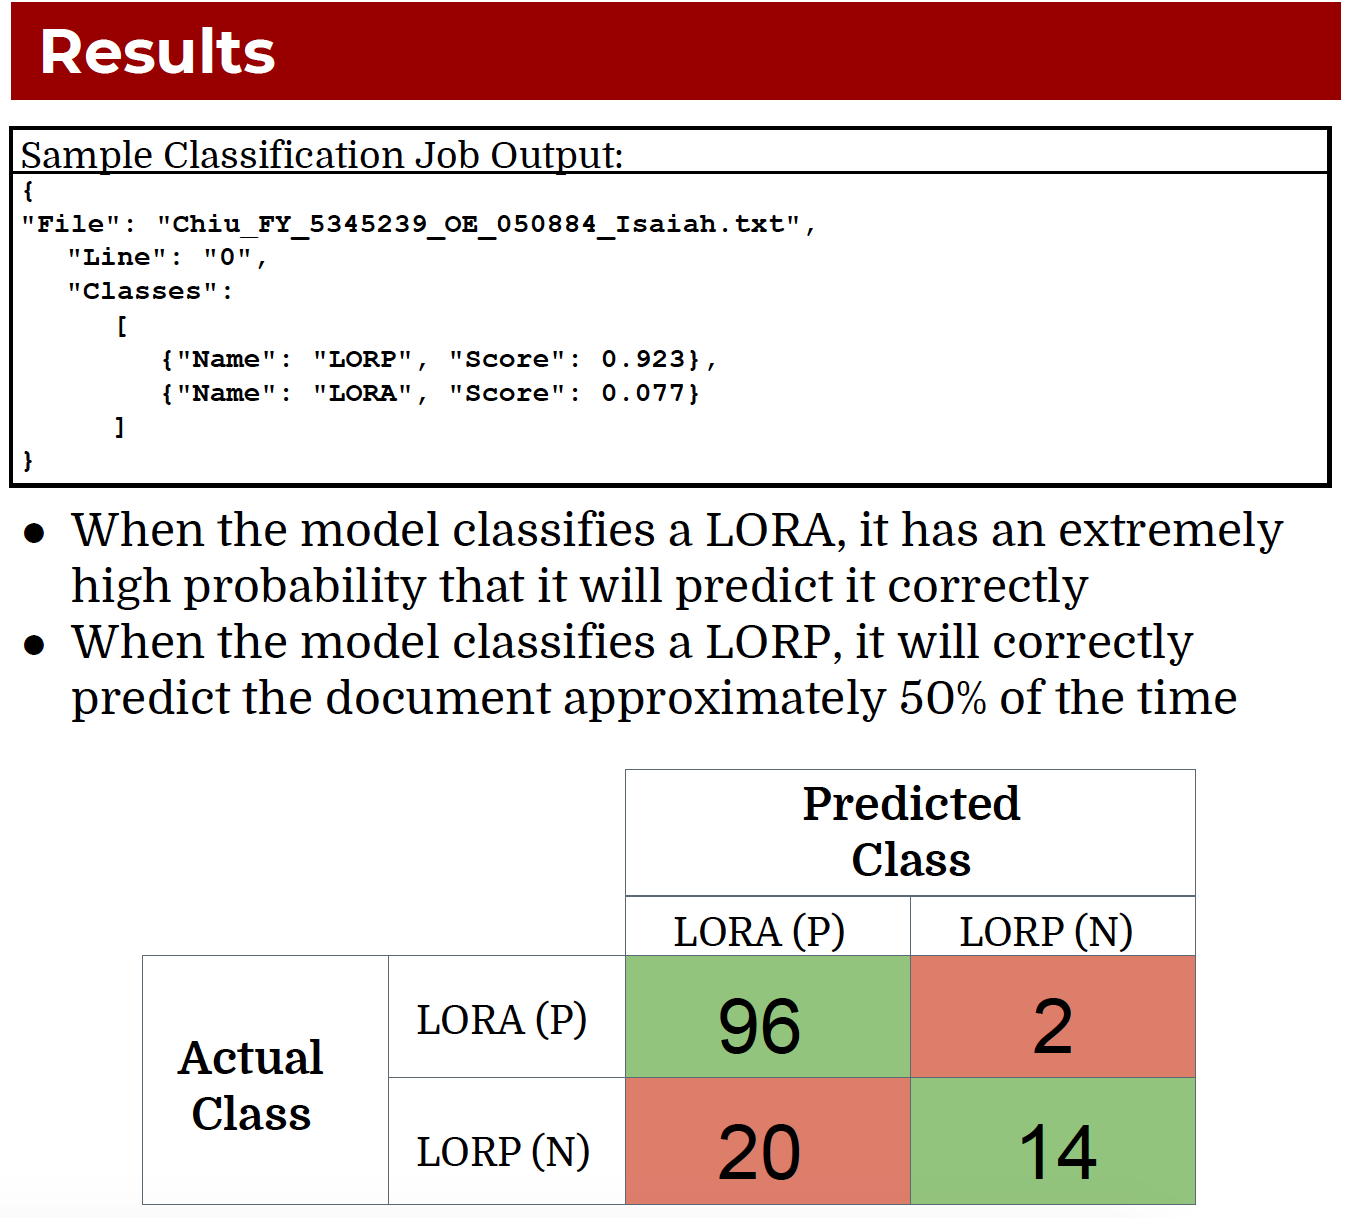 Results
Sample Classification Job Output:
{
"File": "Chiu_FY_5345239_OE_050884_Isaiah.txt",
"Line": "0",
"Classes":
[
{"Name": "LORP", "Score": 0.923},
{"Name": "LORA", "Score": 0.077}
]
}
● When the model classifies a LORA, it has an extremely
high probability that it will predict it correctly
● When the model classifies a LORP, it will correctly
predict the document approximately 50% of the time
Predicted
Class
LORA (P) LORP (N)
LORA (P) 96 2
Actual
Class
LORP (N) 20 14